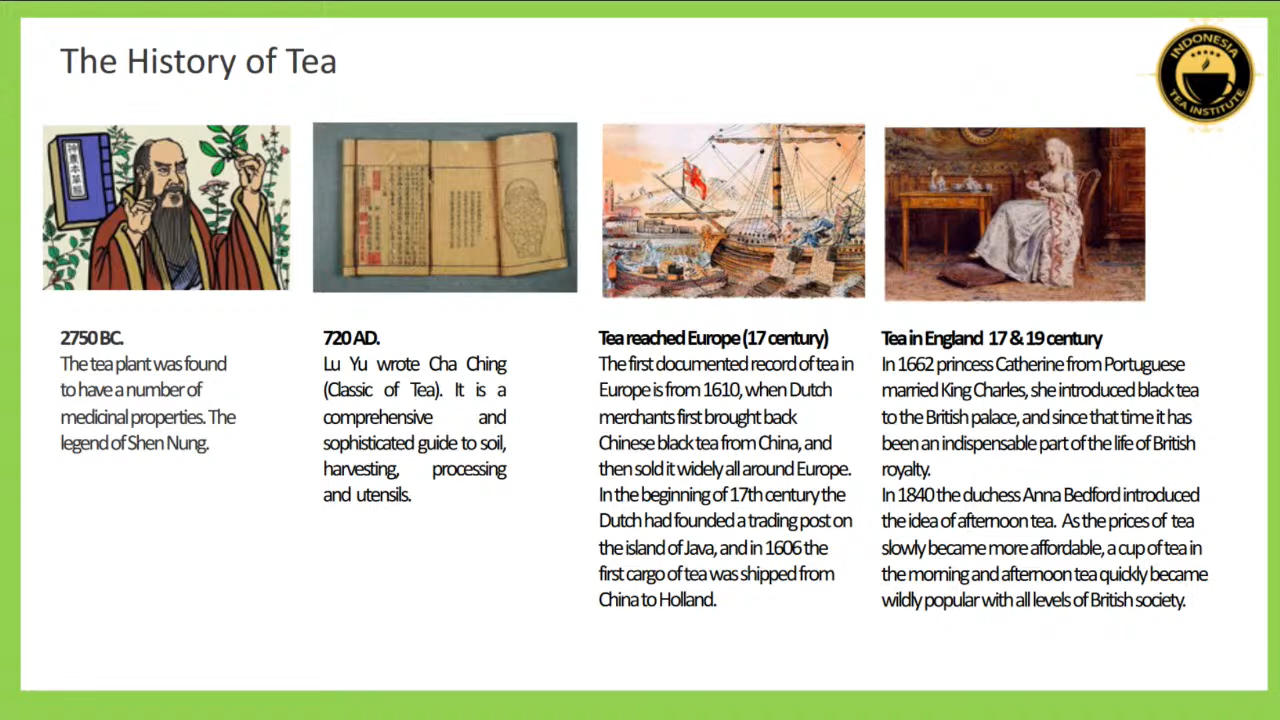 The History of Tea
INDONESIA
TEA INSTITUTE
2750 BC.
The tea plant was found
to have a number of
medicinal properties. The
legend of Shen Nung.
720 AD.
Lu Yu wrote Cha Ching
(Classic of Tea). It is a
comprehensive and
sophisticated guide to soil,
harvesting, processing
and utensils.
Tea reached Europe (17 century)
The first documented record of tea in
Europe is from 1610, when Dutch
merchants first brought back
Chinese black tea from China, and
then sold it widely all around Europe.
In the beginning of 17th century the
Dutch had founded a trading post on
the island of Java, and in 1606 the
first cargo of tea was shipped from
China to Holland.
Tea in England 17 & 19 century
In 1662 princess Catherine from Portuguese
married King Charles, she introduced black tea
to the British palace, and since that time it has
been an indispensable part of the life of British
royalty.
In 1840 the duchess Anna Bedford introduced
the idea of afternoon tea. As the prices of tea
slowly became more affordable, a cup of tea in
the morning and afternoon tea quickly became
wildly popular with all levels of British society.